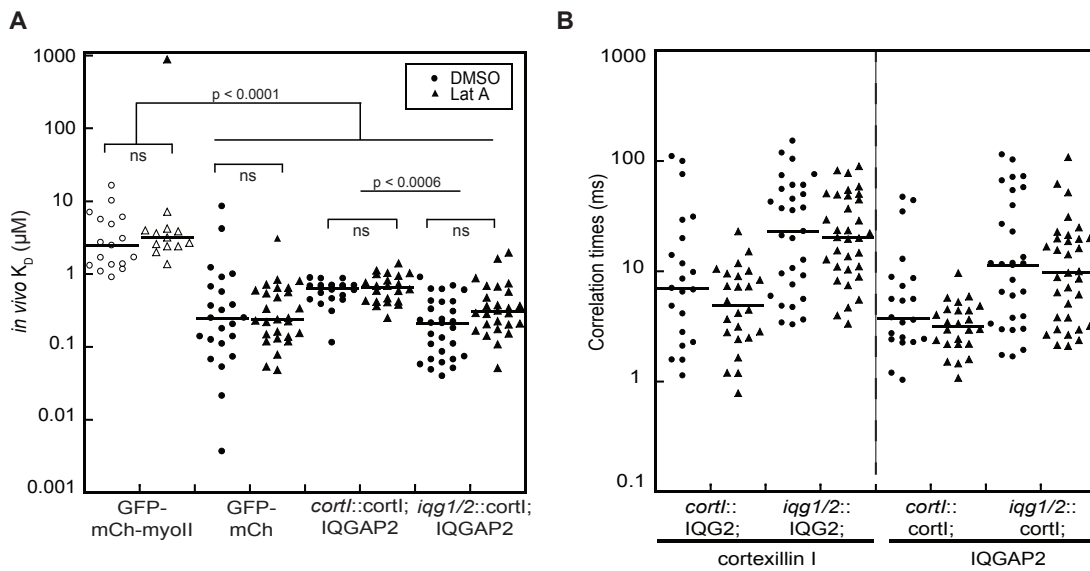 A
in vivo K_D (μM)
1000
100
10
1
0.1
0.01
0.001
DMSO
Lat A
p < 0.0001
ns
ns
p < 0.0006
ns
ns
GFP-
mCh-myoII
GFP-
mCh
cortI::cortI;
IQGAP2
iqg1/2::cortI;
IQGAP2
B
Correlation times (ms)
1000
100
10
1
0.1
cortI::
IQG2;
iqg1/2::
IQG2;
cortI::
cortI;
iqg1/2::
cortI;
cortexillin I
IQGAP2